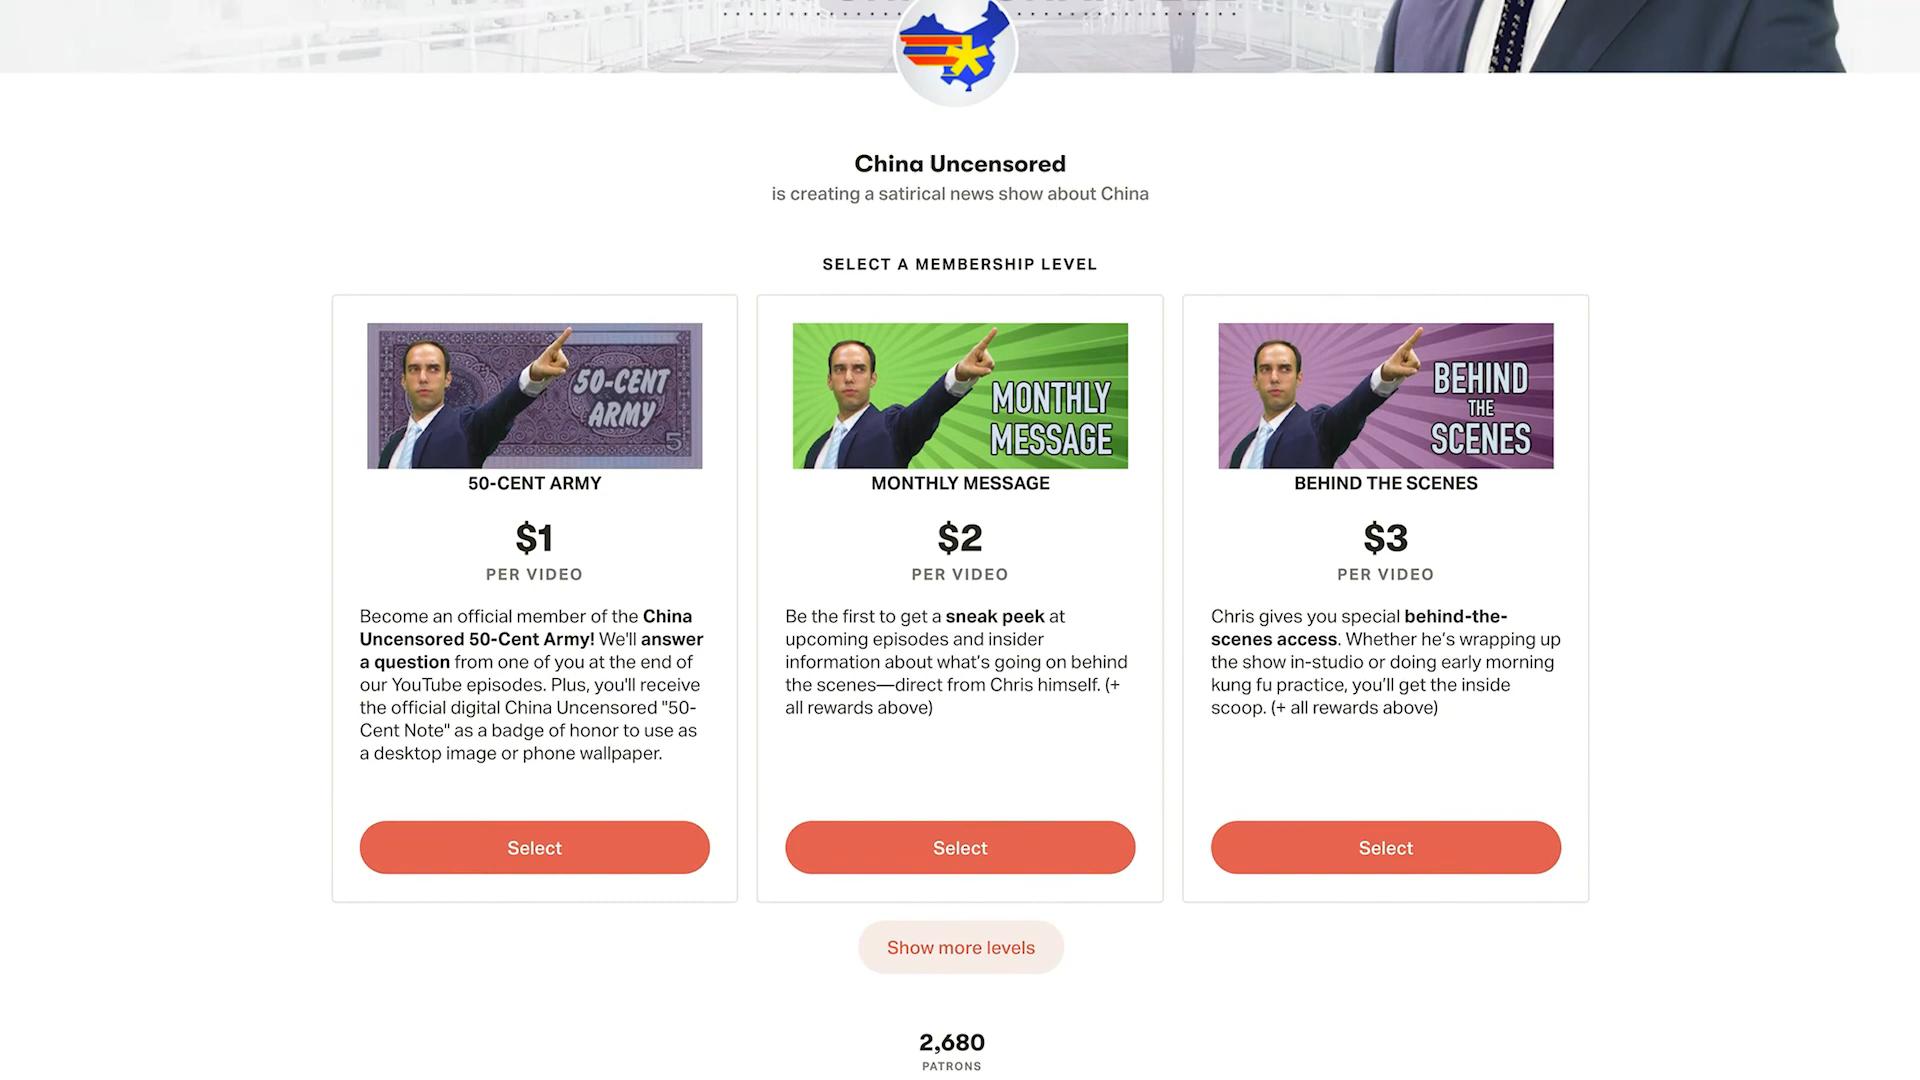 China Uncensored
is creating a satirical news show about China
SELECT A MEMBERSHIP LEVEL
50-CENT
ARMY
5
50-CENT ARMY
$1
PER VIDEO
Become an official member of the China
Uncensored 50-Cent Army! We'll answer
a question from one of you at the end of
our YouTube episodes. Plus, you'll receive
the official digital China Uncensored "50-
Cent Note" as a badge of honor to use as
a desktop image or phone wallpaper.
Select
MONTHLY
MESSAGE
MONTHLY MESSAGE
$2
PER VIDEO
Be the first to get a sneak peek at
upcoming episodes and insider
information about what’s going on behind
the scenes—direct from Chris himself. (+
all rewards above)
Select
BEHIND
THE
SCENES
BEHIND THE SCENES
$3
PER VIDEO
Chris gives you special behind-the-
scenes access. Whether he’s wrapping up
the show in-studio or doing early morning
kung fu practice, you’ll get the inside
scoop. (+ all rewards above)
Select
Show more levels
2,680
PATRONS